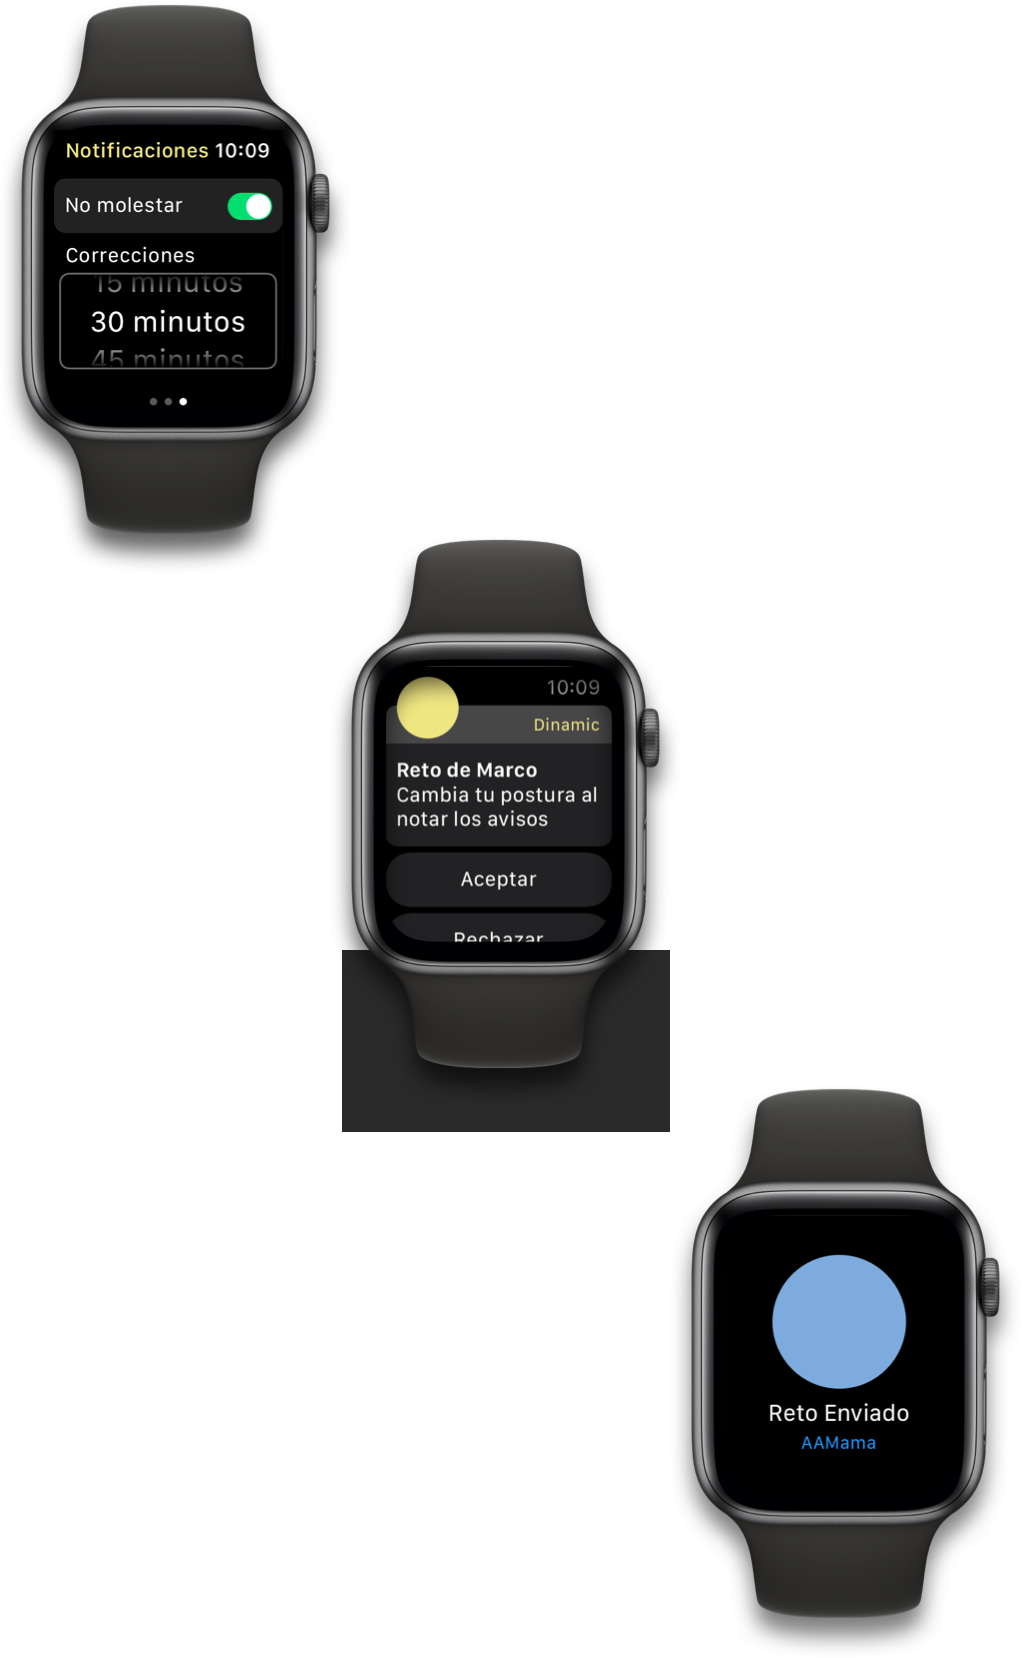 Notificaciones 10:09
No molestar
Correcciones
15 minutos
30 minutos
45 minutos
10:09
Dinamic
Reto de Marco
Cambia tu postura al
notar los avisos
Aceptar
Rechazar
Reto Enviado
AAMama